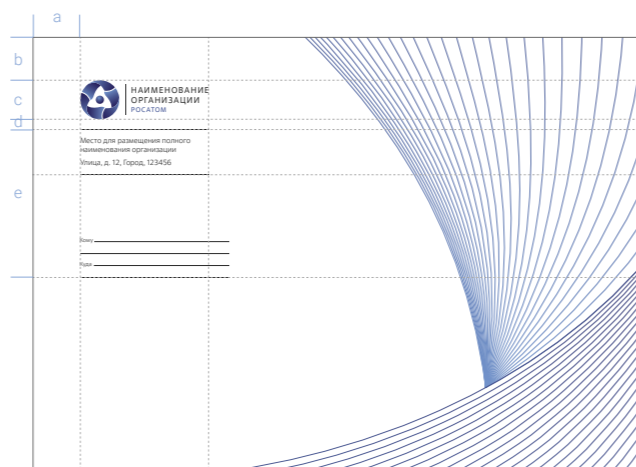 a
b
c
d
e
НАИМЕНОВАНИЕ
ОРГАНИЗАЦИИ
РОСАТОМ
Место для размещения полного
наименования организации
Улица, д. 12, Город, 123456
Кому
Куда